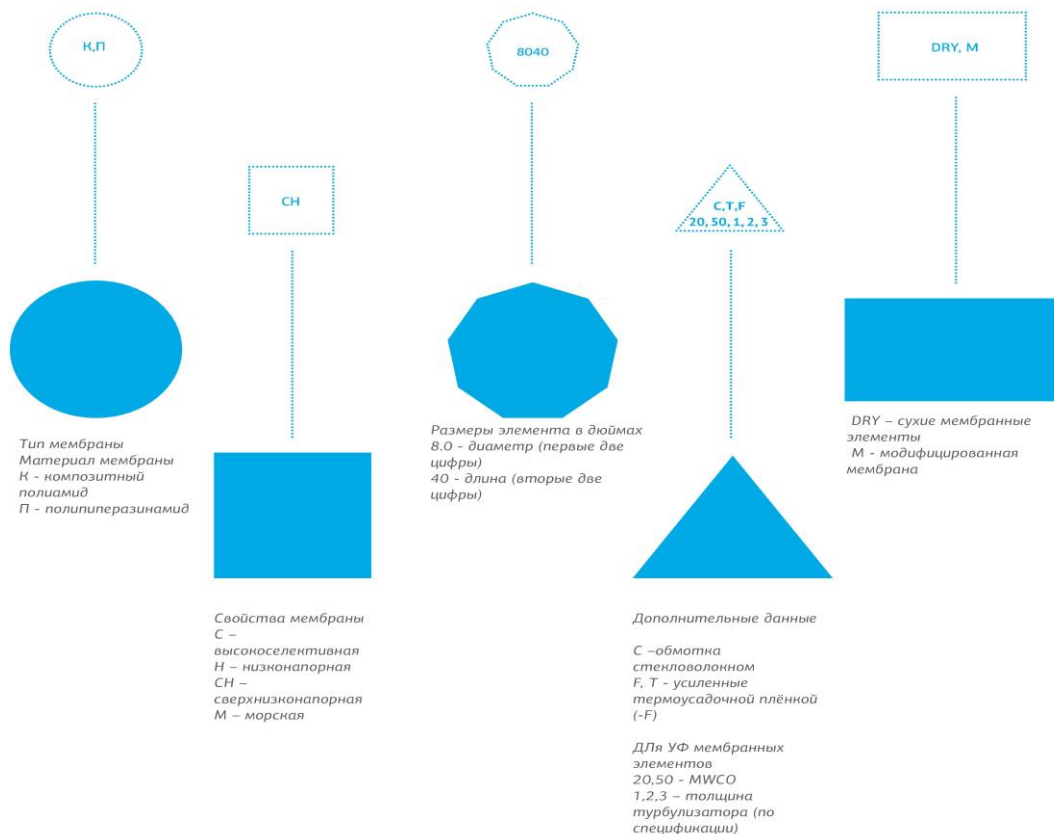 К,П
8040
DRY, М
СН
С,Т,F
20, 50, 1, 2, 3
Тип мембраны
Материал мембраны
К - композитный
полиамид
П - полипиперазинамид
Размеры элемента в дюймах
8.0 - диаметр (первые две
цифры)
40 - длина (вторые две
цифры)
DRY – сухие мембранные
элементы
М - модифицированная
мембрана
Свойства мембраны
С –
высокоселективная
Н – низконапорная
СН –
сверхнизконапорная
М – морская
Дополнительные данные
С –обмотка
стекловолокном
F, Т - усиленные
термоусадочной плёнкой
(-F)
ДЛя УФ мембранных
элементов
20,50 - MWCO
1,2,3 – толщина
турбулизатора (по
спецификации)